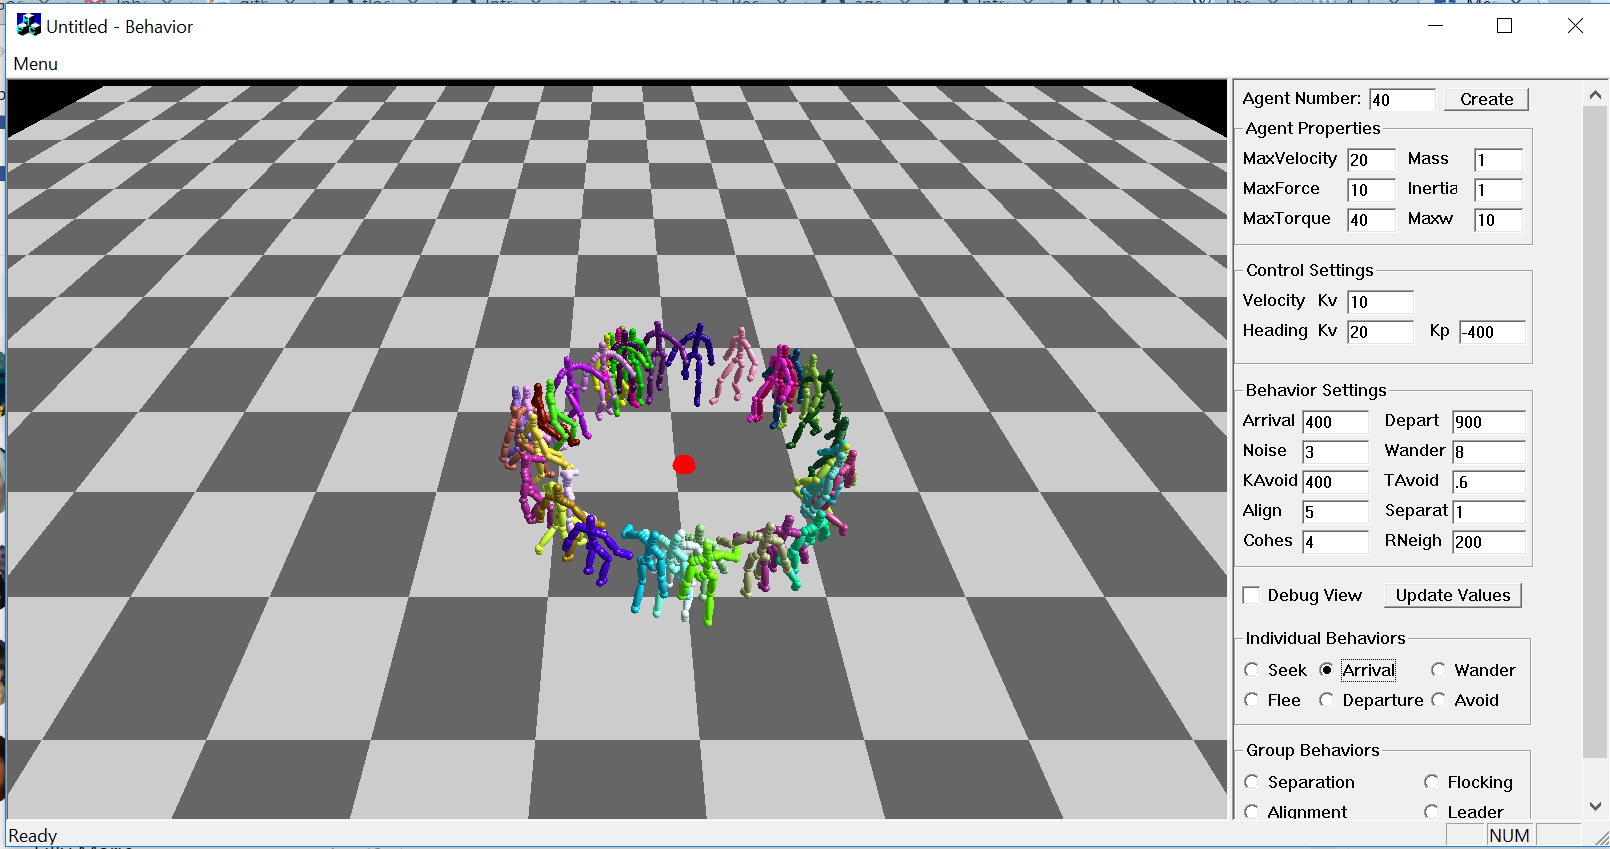 Untitled - Behavior
Menu
Agent Number: 40 Create
Agent Properties
MaxVelocity 20 Mass 1
MaxForce 10 Inertia 1
MaxTorque 40 Maxw 10
Control Settings
Velocity Kv 10
Heading Kv 20 Kp -400
Behavior Settings
Arrival 400 Depart 900
Noise 3 Wander 8
KAvoid 400 TAvoid .6
Align 5 Separat 1
Cohes 4 RNeigh 200
Debug View Update Values
Individual Behaviors
Seek Arrival Wander
Flee Departure Avoid
Group Behaviors
Separation Flocking
Alignment Leader
Ready NUM